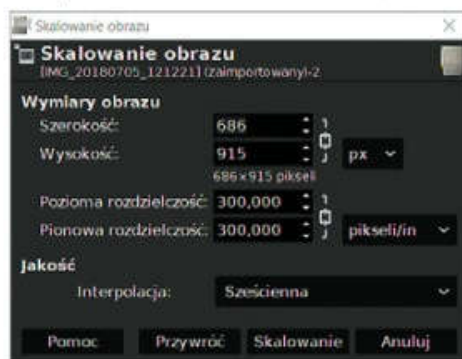 Skalowanie obrazu
Skalowanie obrazu
[IMG_20180705_121221] (zaimportowany)-2
Wymiary obrazu
Szerokość: 686
Wysokość: 915 px
686×915 pikseli
Pozioma rozdzielczość: 300,000
Pionowa rozdzielczość: 300,000 pikseli/in
Jakość
Interpolacja: Sześcienna
Pomoc Przywróć Skalowanie Anuluj